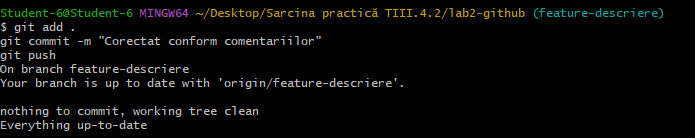 Student-6@Student-6 MINGW64 ~/Desktop/Sarcina practică TIII.4.2/lab2-github (feature-descriere)
$ git add .
git commit -m "Corectat conform comentariilor"
git push
On branch feature-descriere
Your branch is up to date with 'origin/feature-descriere'.

nothing to commit, working tree clean
Everything up-to-date